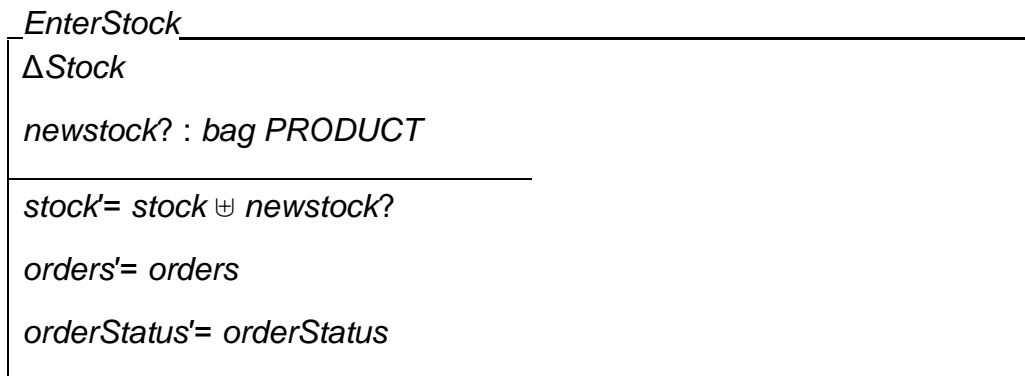 EnterStock
ΔStock
newstock? : bag PRODUCT
stock′= stock ⊎ newstock?
orders′= orders
orderStatus′= orderStatus